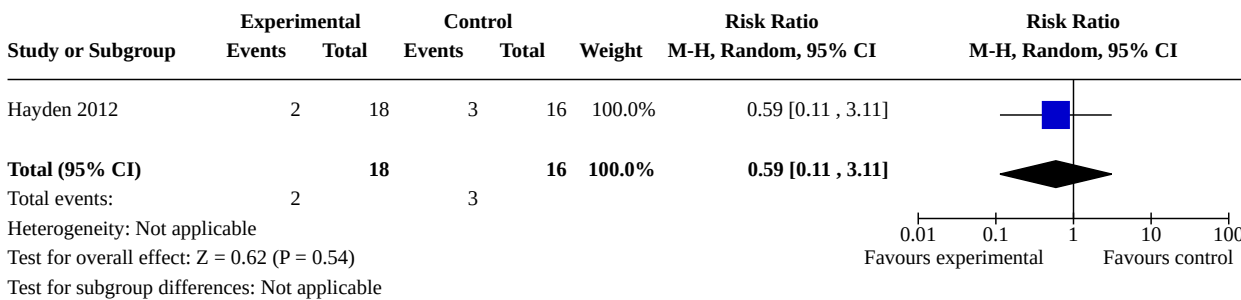 Experimental Control Risk Ratio Risk Ratio
Study or Subgroup Events Total Events Total Weight M-H, Random, 95% CI M-H, Random, 95% CI
Hayden 2012 2 18 3 16 100.0% 0.59 [0.11 , 3.11]
Total (95% CI) 18 16 100.0% 0.59 [0.11 , 3.11]
Total events: 2 3
Heterogeneity: Not applicable
0.01 0.1 1 10 100
Test for overall effect: Z = 0.62 (P = 0.54) Favours experimental Favours control
Test for subgroup differences: Not applicable